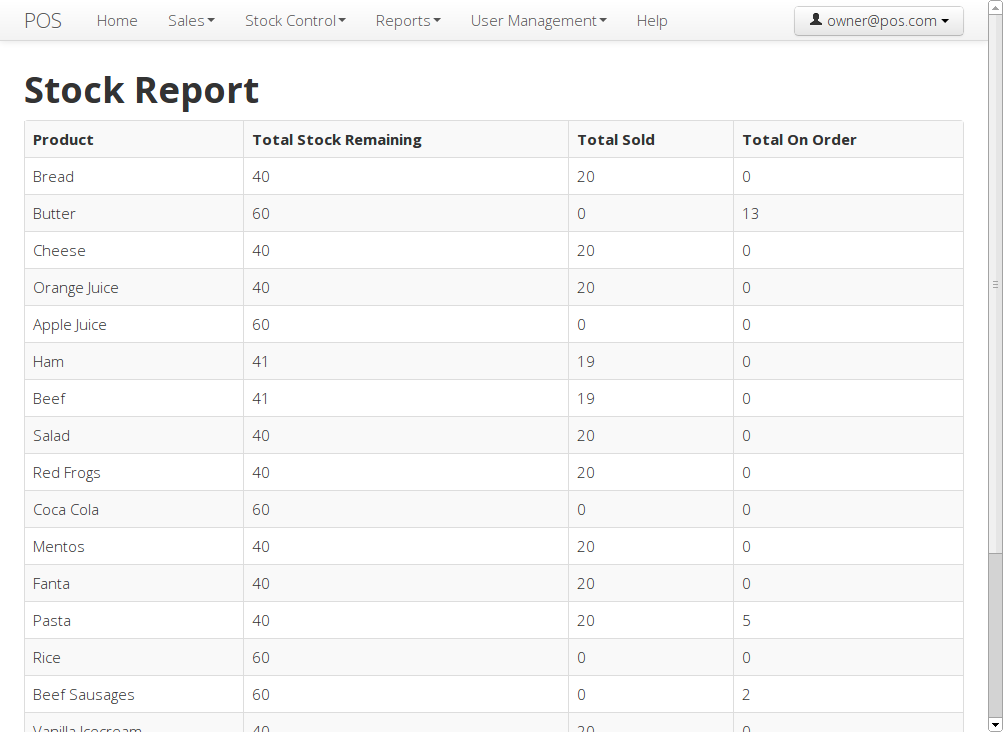 POS Home Sales Stock Control Reports User Management Help owner@pos.com
Stock Report
Product Total Stock Remaining Total Sold Total On Order
Bread 40 20 0
Butter 60 0 13
Cheese 40 20 0
Orange Juice 40 20 0
Apple Juice 60 0 0
Ham 41 19 0
Beef 41 19 0
Salad 40 20 0
Red Frogs 40 20 0
Coca Cola 60 0 0
Mentos 40 20 0
Fanta 40 20 0
Pasta 40 20 5
Rice 60 0 0
Beef Sausages 60 0 2
Vanilla Icecream 40 20 0